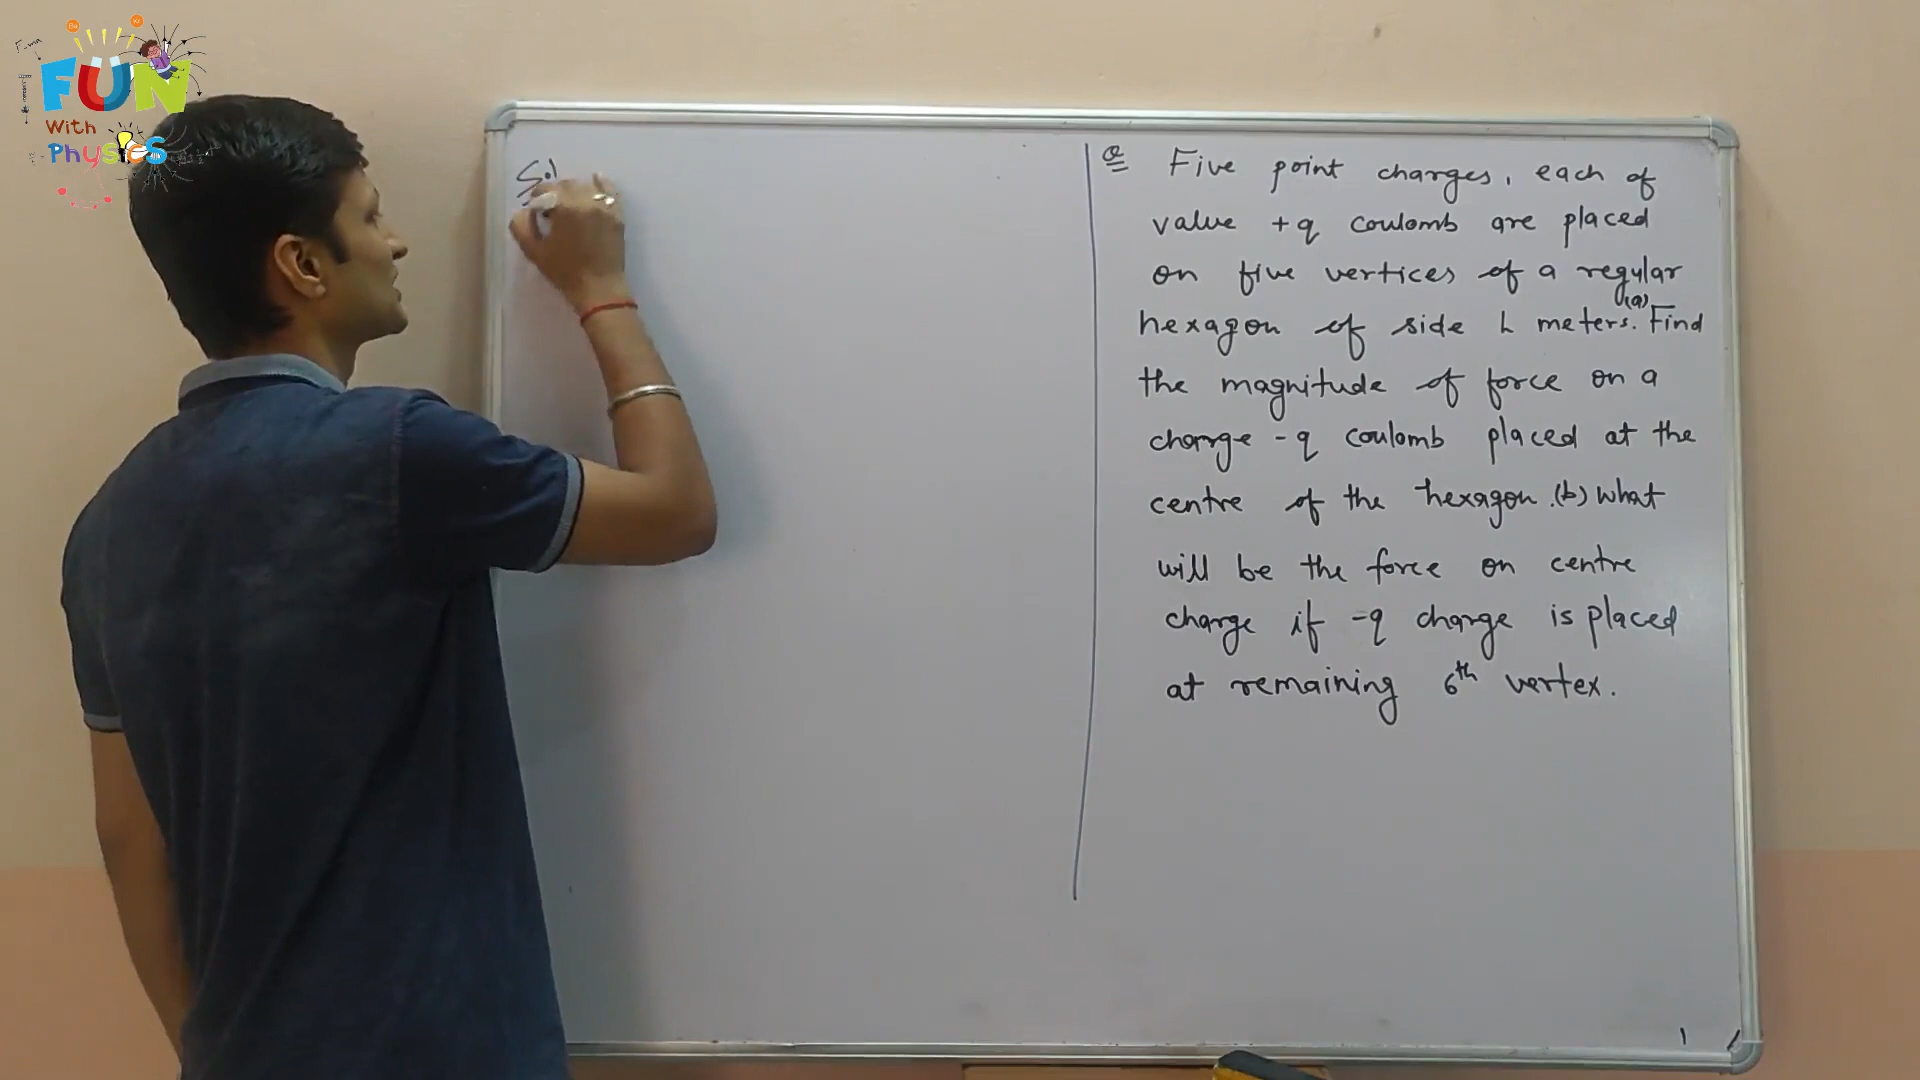 FUN
With
Physics
Sol
Q Five point charges, each of
value +q coulomb are placed
on five vertices of a regular
hexagon of side L meters. (a) Find
the magnitude of force on a
charge -q coulomb placed at the
centre of the hexagon. (b) What
will be the force on centre
charge if -q charge is placed
at remaining 6th vertex.